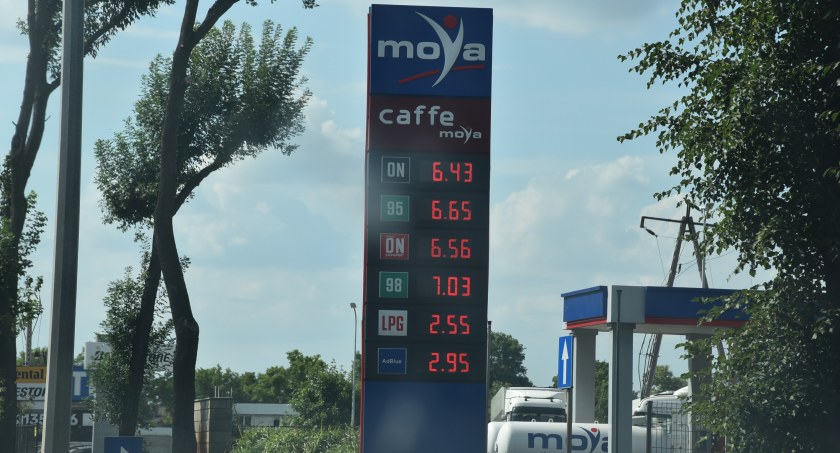 moya
caffe
moya
ON 6.43
95 6.65
ON 6.56
98 7.03
LPG 2.55
AdBlue 2.95
moya